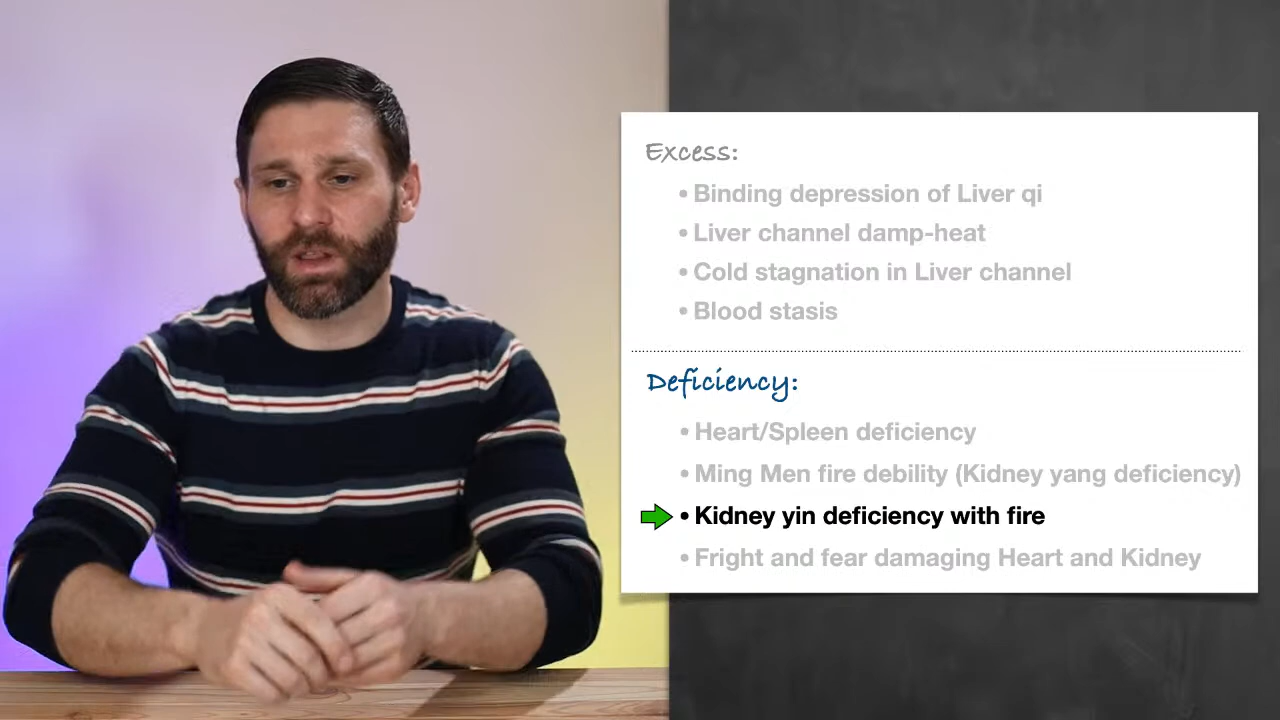 Excess:
• Binding depression of Liver qi
• Liver channel damp-heat
• Cold stagnation in Liver channel
• Blood stasis
Deficiency:
• Heart/Spleen deficiency
• Ming Men fire debility (Kidney yang deficiency)
• Kidney yin deficiency with fire
• Fright and fear damaging Heart and Kidney